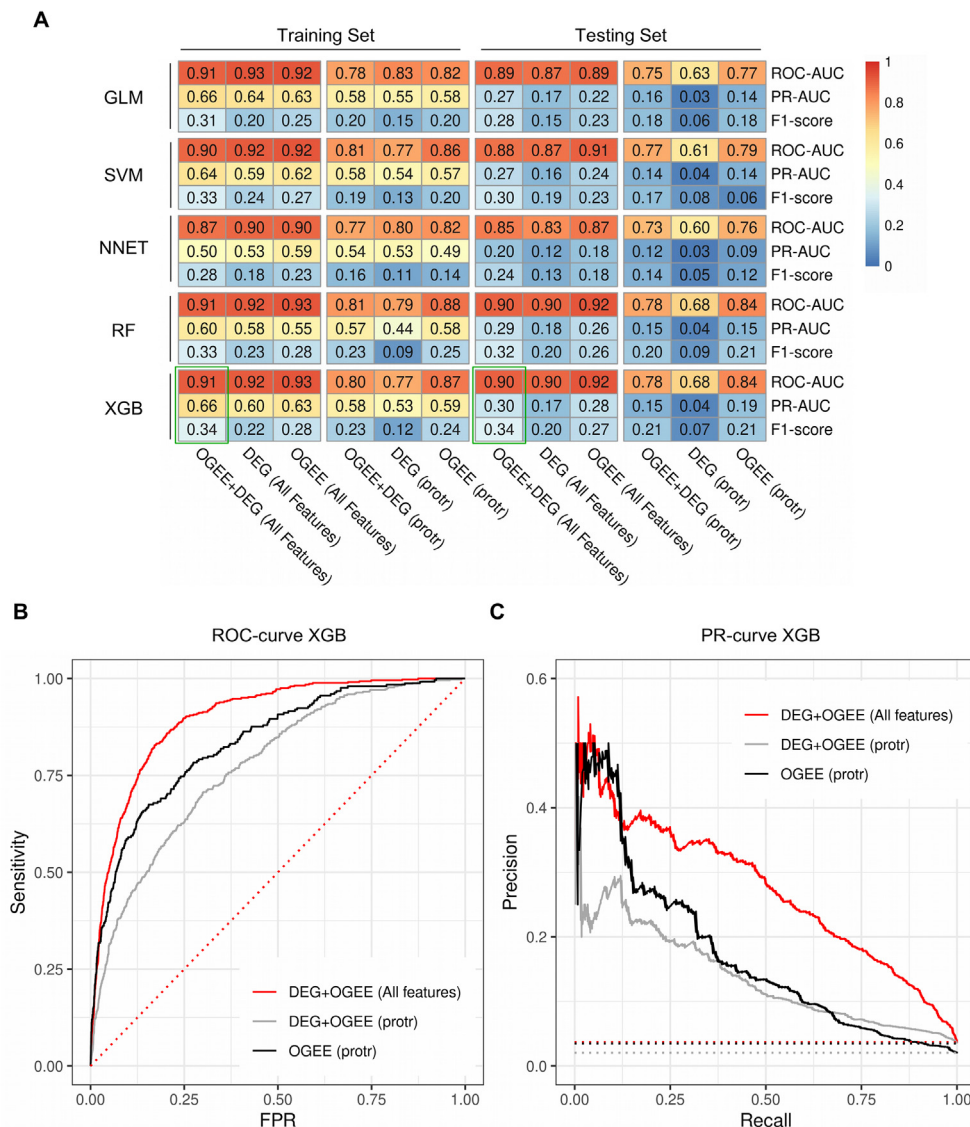 A
Training Set Testing Set
GLM
0.91 0.93 0.92 0.78 0.83 0.82 0.89 0.87 0.89 0.75 0.63 0.77 ROC-AUC
0.66 0.64 0.63 0.58 0.55 0.58 0.27 0.17 0.22 0.16 0.03 0.14 PR-AUC
0.31 0.20 0.25 0.20 0.15 0.20 0.28 0.15 0.23 0.18 0.06 0.18 F1-score
SVM
0.90 0.92 0.92 0.81 0.77 0.86 0.88 0.87 0.91 0.77 0.61 0.79 ROC-AUC
0.64 0.59 0.62 0.58 0.54 0.57 0.27 0.16 0.24 0.14 0.04 0.14 PR-AUC
0.33 0.24 0.27 0.19 0.13 0.20 0.30 0.19 0.23 0.17 0.08 0.06 F1-score
NNET
0.87 0.90 0.90 0.77 0.80 0.82 0.85 0.83 0.87 0.73 0.60 0.76 ROC-AUC
0.50 0.53 0.59 0.54 0.53 0.49 0.20 0.12 0.18 0.12 0.03 0.09 PR-AUC
0.28 0.18 0.23 0.16 0.11 0.14 0.24 0.13 0.18 0.14 0.05 0.12 F1-score
RF
0.91 0.92 0.93 0.81 0.79 0.88 0.90 0.90 0.92 0.78 0.68 0.84 ROC-AUC
0.60 0.58 0.55 0.57 0.44 0.58 0.29 0.18 0.26 0.15 0.04 0.15 PR-AUC
0.33 0.23 0.28 0.23 0.09 0.25 0.32 0.20 0.26 0.20 0.09 0.21 F1-score
XGB
0.91 0.92 0.93 0.80 0.77 0.87 0.90 0.90 0.92 0.78 0.68 0.84 ROC-AUC
0.66 0.60 0.63 0.58 0.53 0.59 0.30 0.17 0.28 0.15 0.04 0.19 PR-AUC
0.34 0.22 0.28 0.23 0.12 0.24 0.34 0.20 0.27 0.21 0.07 0.21 F1-score
OGEE+DEG (All Features)
DEG (All Features)
OGEE (All Features)
OGEE+DEG (protr)
DEG (protr)
OGEE (protr)
OGEE+DEG (All Features)
DEG (All Features)
OGEE (All Features)
OGEE+DEG (protr)
DEG (protr)
OGEE (protr)
1
0.8
0.6
0.4
0.2
0
B
ROC-curve XGB
Sensitivity
1.00
0.75
0.50
0.25
0.00
DEG+OGEE (All features)
DEG+OGEE (protr)
OGEE (protr)
0.00 0.25 0.50 0.75 1.00
FPR
C
PR-curve XGB
Precision
0.6
0.4
0.2
0.0
DEG+OGEE (All features)
DEG+OGEE (protr)
OGEE (protr)
0.00 0.25 0.50 0.75 1.00
Recall